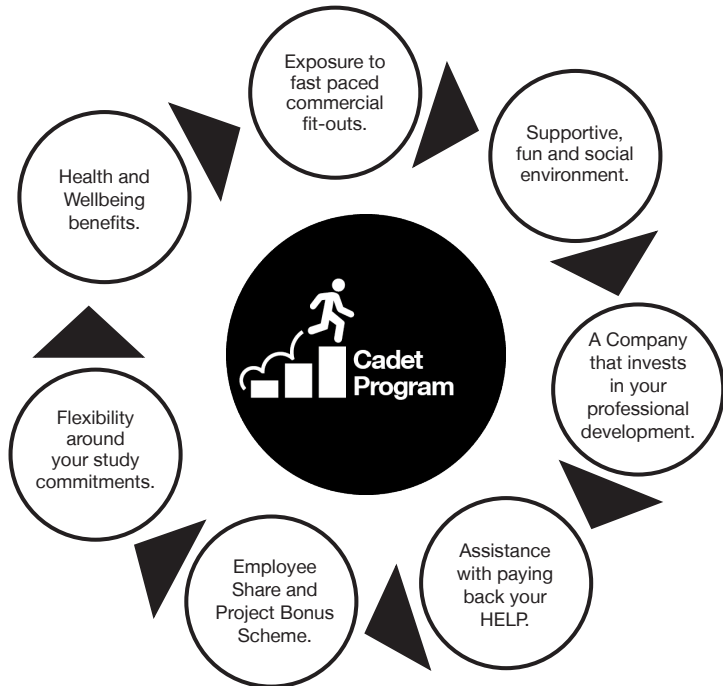 Exposure to
fast paced
commercial
fit-outs.
Supportive,
fun and social
environment.
A Company
that invests
in your
professional
development.
Assistance
with paying
back your
HELP.
Employee
Share and
Project Bonus
Scheme.
Flexibility
around
your study
commitments.
Health and
Wellbeing
benefits.
Cadet
Program